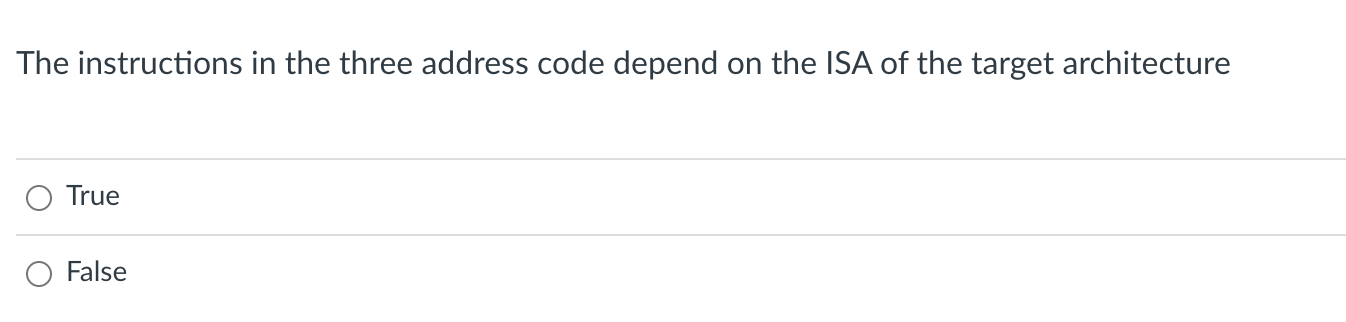 The instructions in the three address code depend on the ISA of the target architecture
True
False